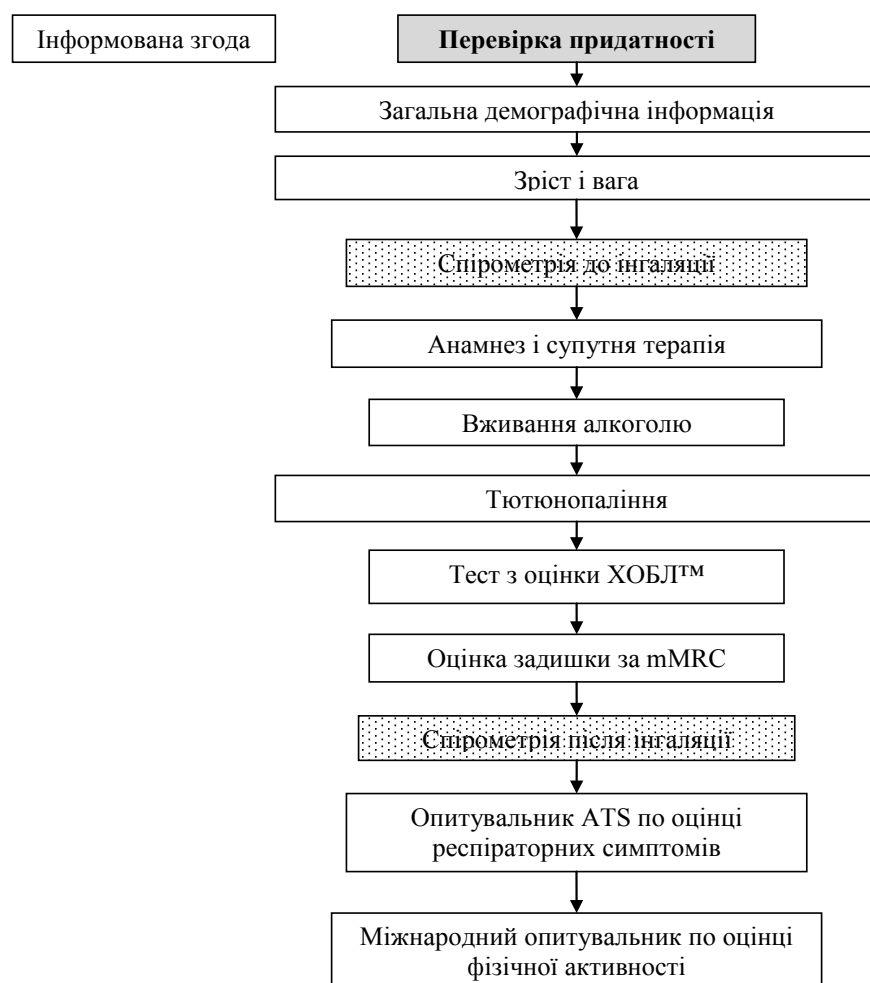 Інформована згода
Перевірка придатності
Загальна демографічна інформація
Зріст і вага
Спірометрія до інгаляції
Анамнез і супутня терапія
Вживання алкоголю
Тютюнопаління
Тест з оцінки ХОБЛ™
Оцінка задишки за mMRC
Спірометрія після інгаляції
Опитувальник ATS по оцінці
респіраторних симптомів
Міжнародний опитувальник по оцінці
фізичної активності